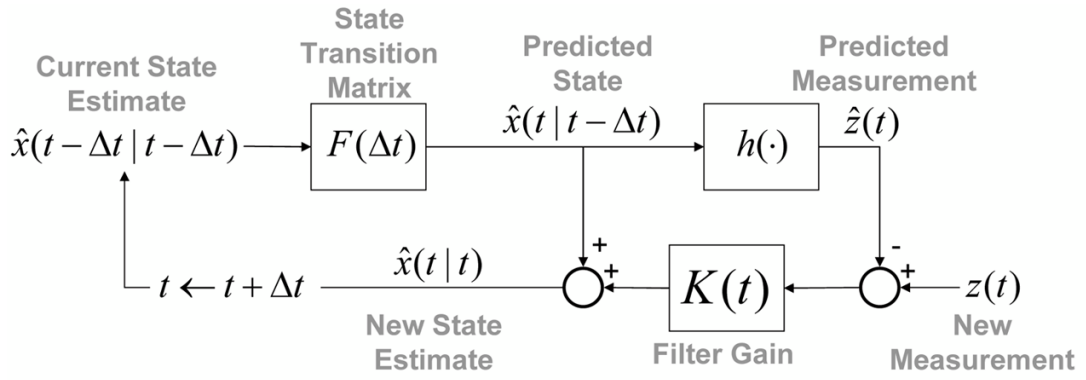 State
Transition
Matrix
Current State
Estimate
Predicted
State
Predicted
Measurement
x̂(t − Δt | t − Δt)
F(Δt)
x̂(t | t − Δt)
h(·)
ẑ(t)
+
-
+
+
t ← t + Δt
x̂(t | t)
K(t)
z(t)
New State
Estimate
Filter Gain
New
Measurement